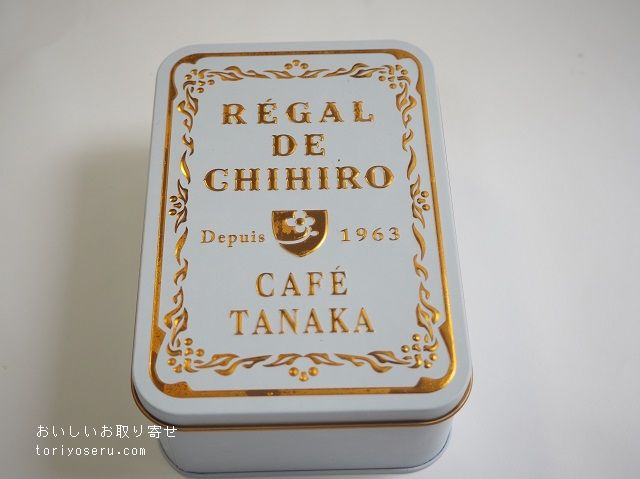 RÉGAL
DE
CHIHIRO
Depuis 1963
CAFÉ
TANAKA
おいしいお取り寄せ
toriyoseru.com